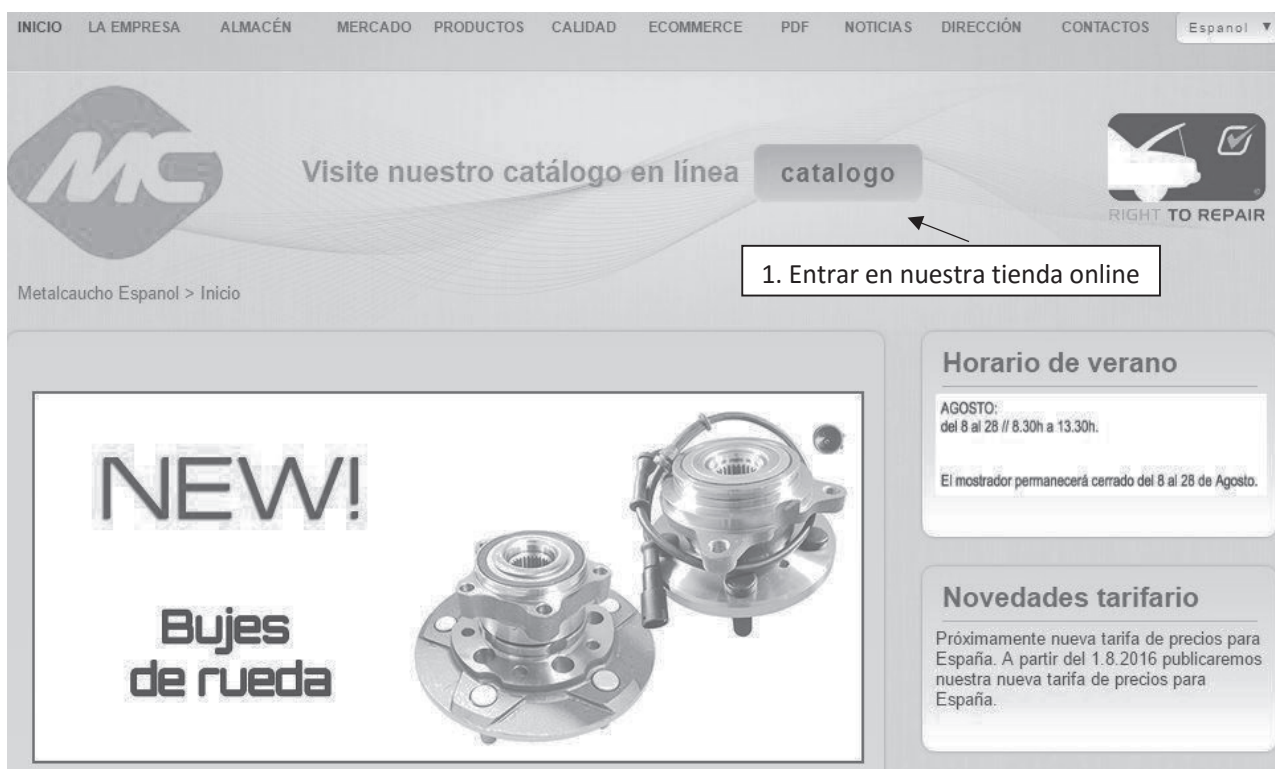 INICIO LA EMPRESA ALMACÉN MERCADO PRODUCTOS CALIDAD ECOMMERCE PDF NOTICIAS DIRECCIÓN CONTACTOS Espanol
MC
Visite nuestro catálogo en línea catalogo
RIGHT TO REPAIR
1. Entrar en nuestra tienda online
Metalcaucho Espanol > Inicio
NEW!
Bujes
de rueda
Horario de verano
AGOSTO:
del 8 al 28 // 8.30h a 13.30h.
El mostrador permanecerá cerrado del 8 al 28 de Agosto.
Novedades tarifario
Próximamente nueva tarifa de precios para
España. A partir del 1.8.2016 publicaremos
nuestra nueva tarifa de precios para
España.